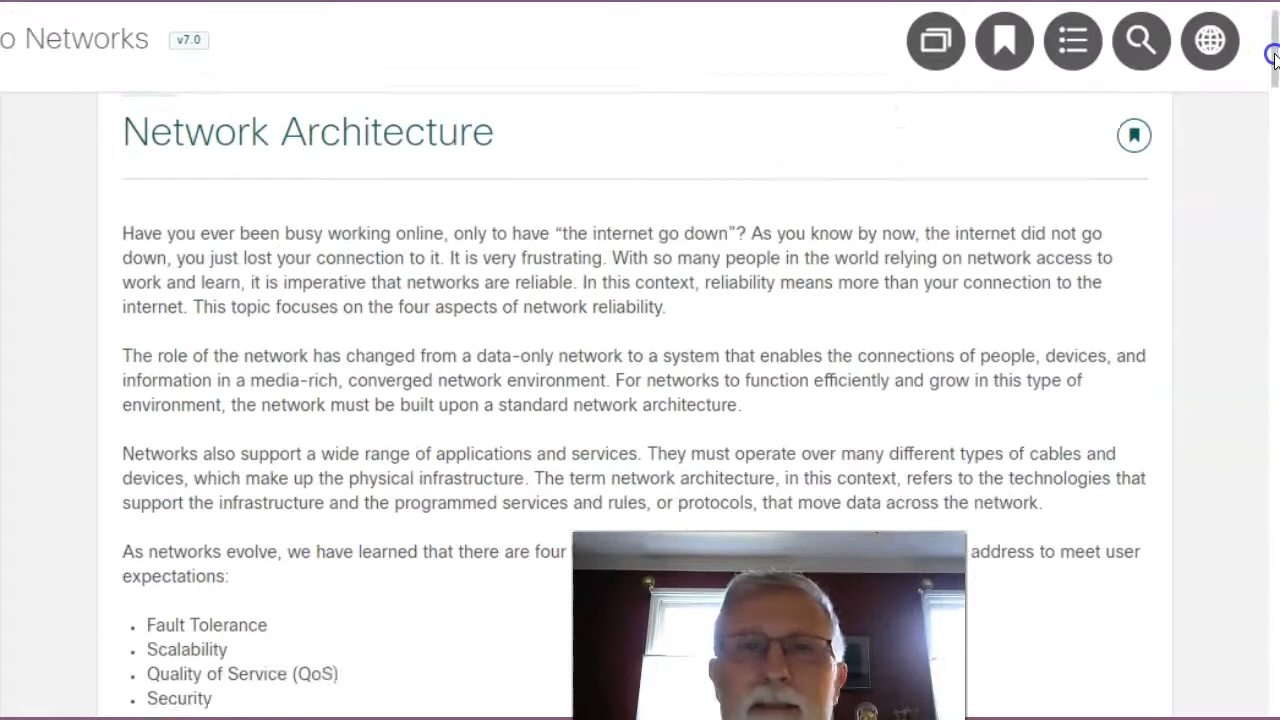 o Networks v7.0
Network Architecture
Have you ever been busy working online, only to have “the internet go down”? As you know by now, the internet did not go
down, you just lost your connection to it. It is very frustrating. With so many people in the world relying on network access to
work and learn, it is imperative that networks are reliable. In this context, reliability means more than your connection to the
internet. This topic focuses on the four aspects of network reliability.
The role of the network has changed from a data-only network to a system that enables the connections of people, devices, and
information in a media-rich, converged network environment. For networks to function efficiently and grow in this type of
environment, the network must be built upon a standard network architecture.
Networks also support a wide range of applications and services. They must operate over many different types of cables and
devices, which make up the physical infrastructure. The term network architecture, in this context, refers to the technologies that
support the infrastructure and the programmed services and rules, or protocols, that move data across the network.
As networks evolve, we have learned that there are four address to meet user
expectations:
• Fault Tolerance
• Scalability
• Quality of Service (QoS)
• Security